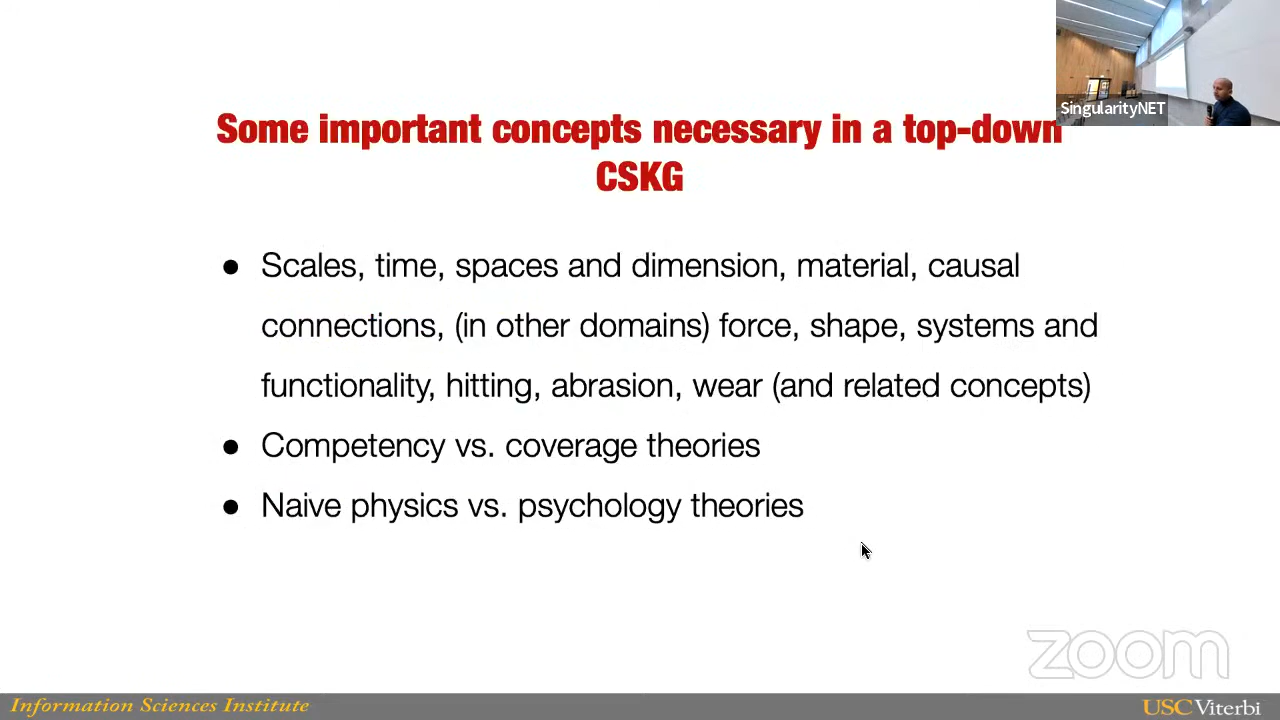 SingularityNET
Some important concepts necessary in a top-down
CSKG
● Scales, time, spaces and dimension, material, causal
connections, (in other domains) force, shape, systems and
functionality, hitting, abrasion, wear (and related concepts)
● Competency vs. coverage theories
● Naive physics vs. psychology theories
zoom
Information Sciences Institute
USC Viterbi